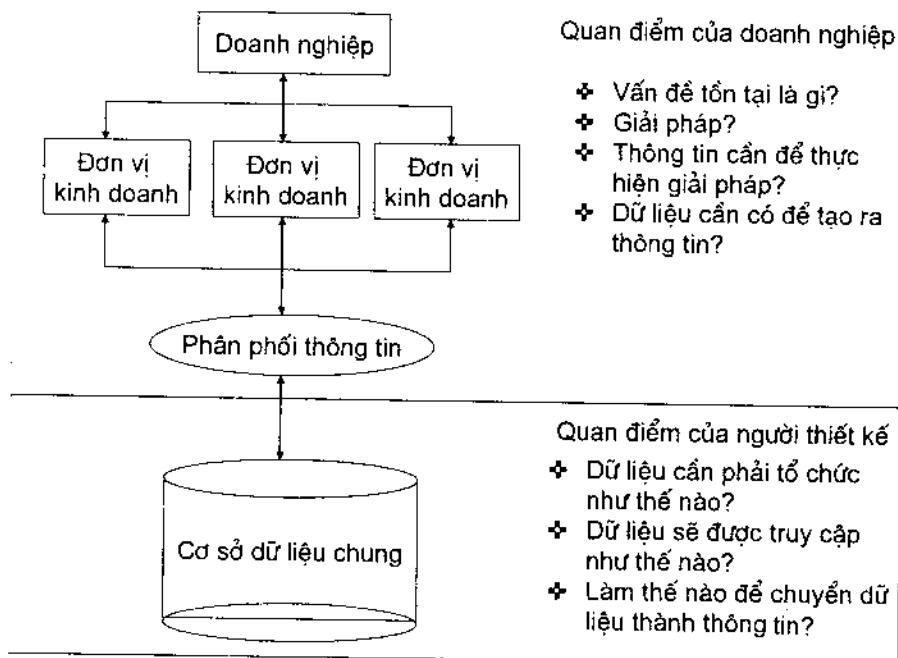 Doanh nghiệp
Đơn vị
kinh doanh
Đơn vị
kinh doanh
Đơn vị
kinh doanh
Phân phối thông tin
Cơ sở dữ liệu chung
Quan điểm của doanh nghiệp
❖ Vấn đề tồn tại là gì?
❖ Giải pháp?
❖ Thông tin cần để thực
hiện giải pháp?
❖ Dữ liệu cần có để tạo ra
thông tin?
Quan điểm của người thiết kế
❖ Dữ liệu cần phải tổ chức
như thế nào?
❖ Dữ liệu sẽ được truy cập
như thế nào?
❖ Làm thế nào để chuyển dữ
liệu thành thông tin?